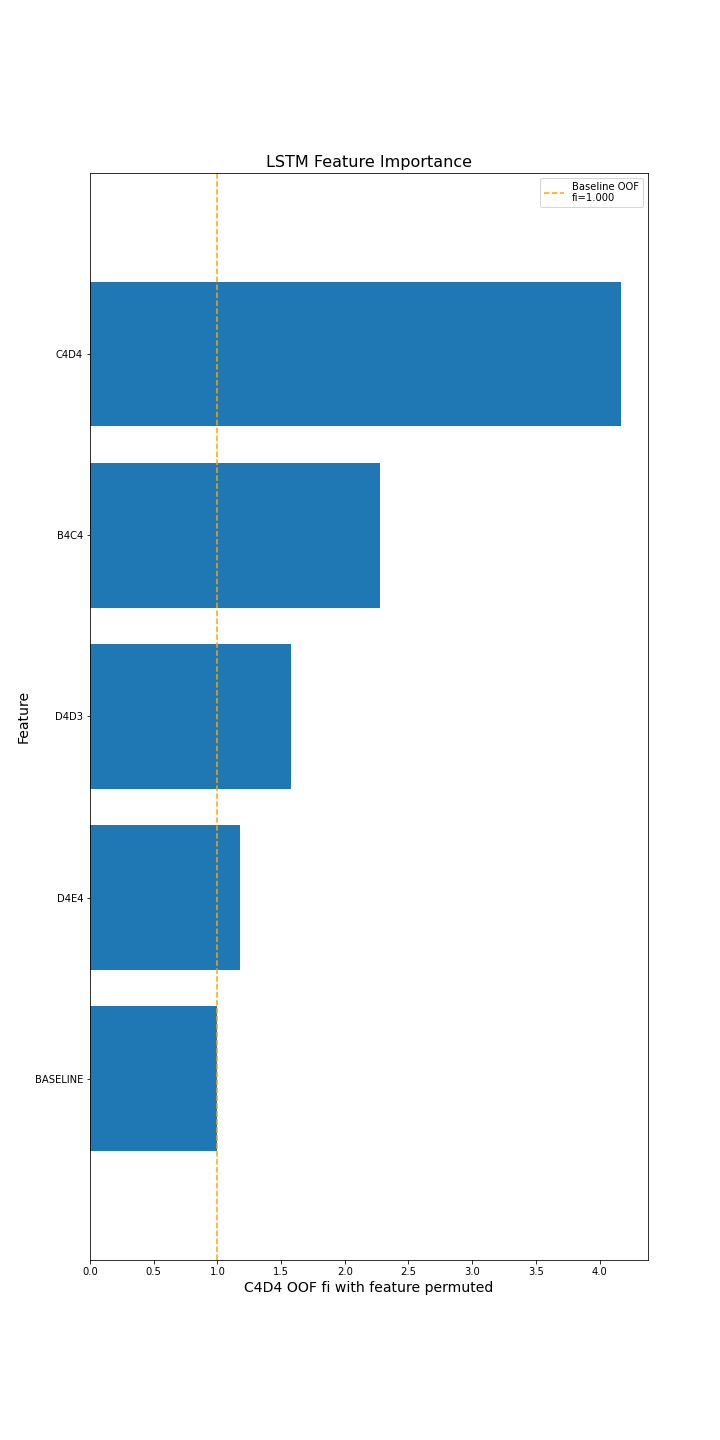 LSTM Feature Importance
Baseline OOF
fi=1.000
C4D4
B4C4
D4D3
D4E4
BASELINE
Feature
0.0 0.5 1.0 1.5 2.0 2.5 3.0 3.5 4.0
C4D4 OOF fi with feature permuted